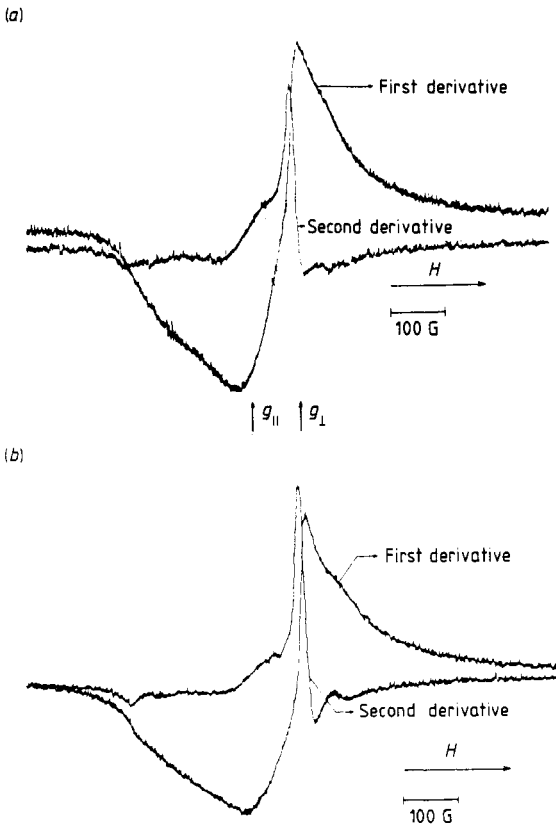 (a)
First derivative
Second derivative
H
100 G
g|| g⊥
(b)
First derivative
Second derivative
H
100 G